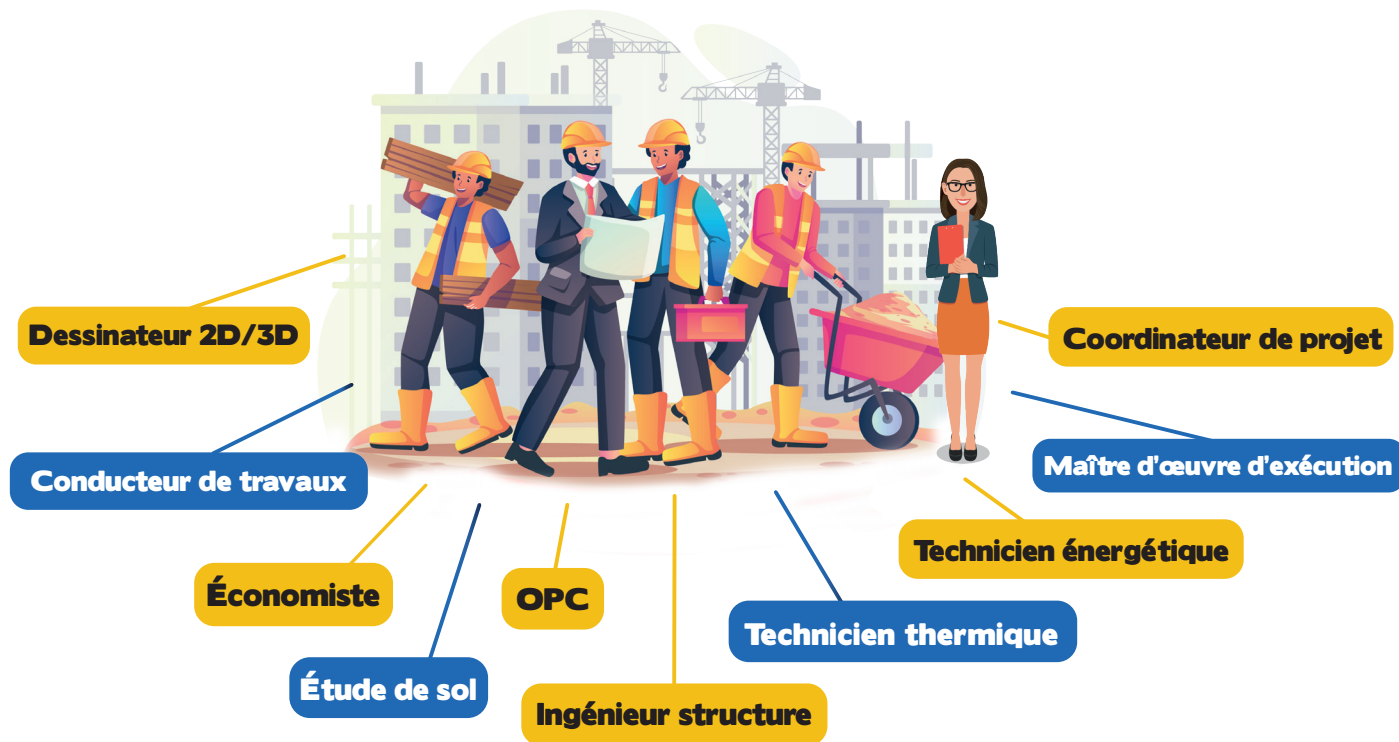 Dessinateur 2D/3D
Coordinateur de projet
Conducteur de travaux
Maître d'œuvre d'exécution
Technicien énergétique
Économiste
OPC
Technicien thermique
Étude de sol
Ingénieur structure